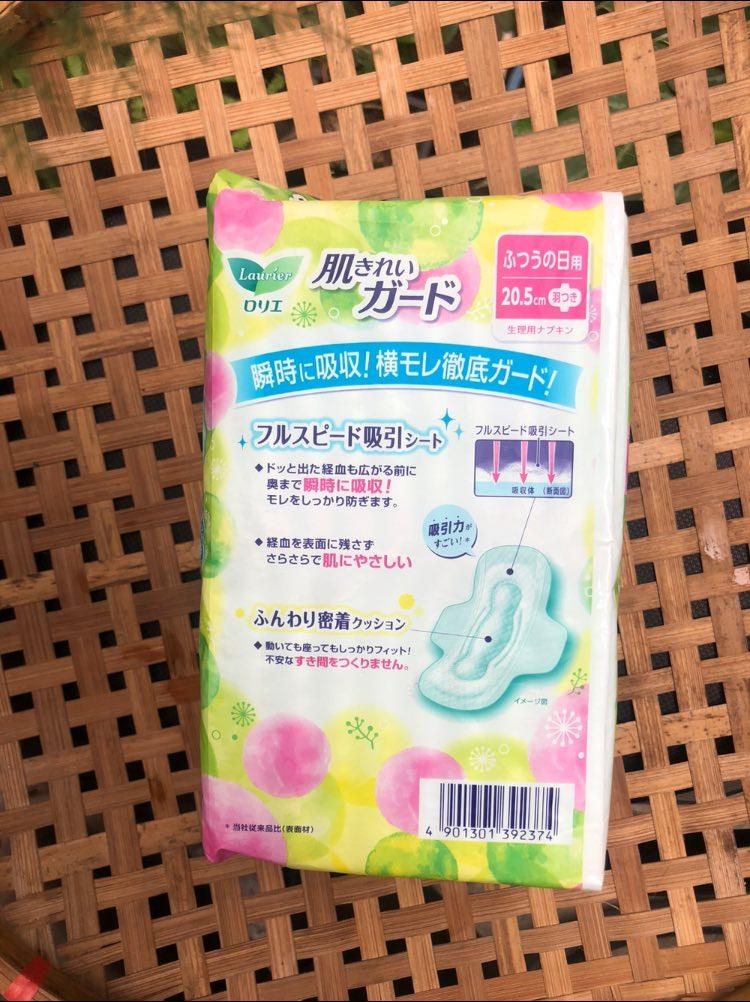 Laurier
ロリエ
肌きれい
ガード
ふつうの日用
20.5cm 羽つき
生理用ナプキン
瞬時に吸収!横モレ徹底ガード!
フルスピード吸引シート
◆ドッと出た経血も広がる前に
奥まで瞬時に吸収!
モレをしっかり防ぎます。
◆経血を表面に残さず
さらさらで肌にやさしい
フルスピード吸引シート
吸収体 (断面図)
吸引力が
すごい!*
ふんわり密着クッション
◆動いても座ってもしっかりフィット!
不安なすき間をつくりません。
イメージ図
*当社従来品比(表面材)
4 901301 392374